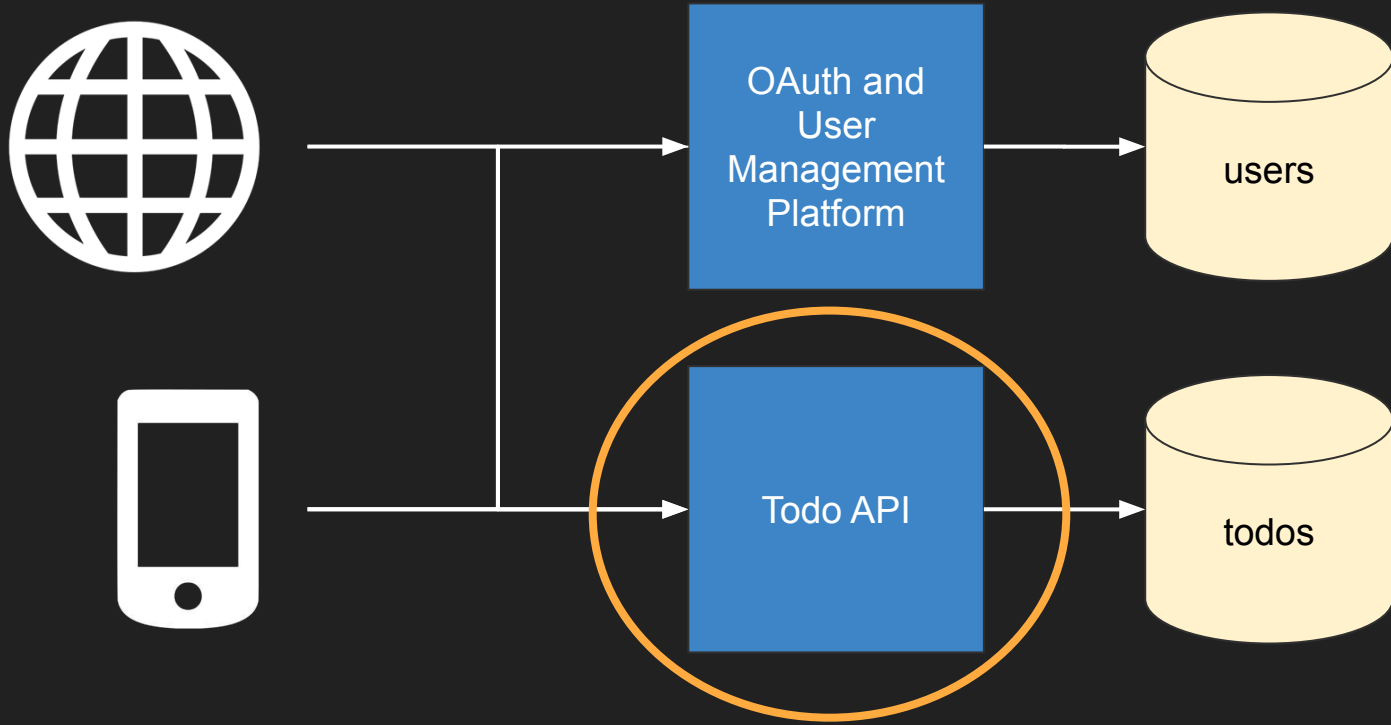 OAuth and
User
Management
Platform
users
Todo API
todos